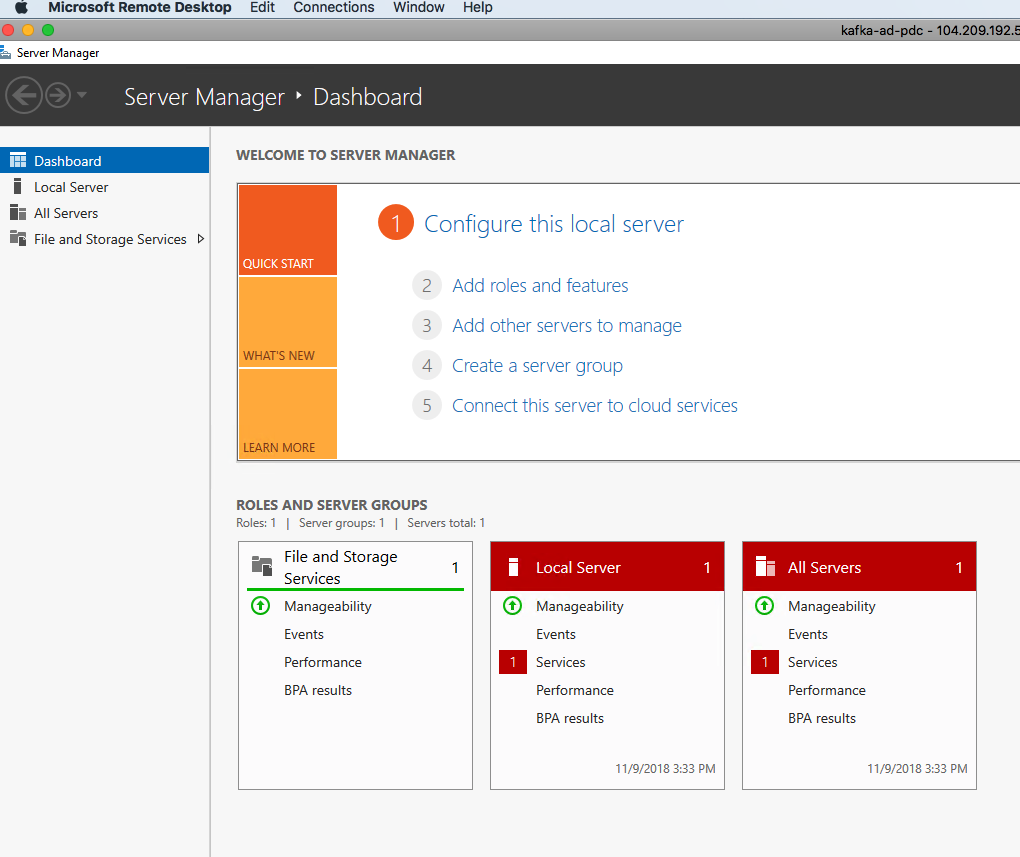 Microsoft Remote Desktop Edit Connections Window Help
kafka-ad-pdc - 104.209.192.5
Server Manager
Server Manager • Dashboard
Dashboard
Local Server
All Servers
File and Storage Services
WELCOME TO SERVER MANAGER
QUICK START
WHAT'S NEW
LEARN MORE
1 Configure this local server
2 Add roles and features
3 Add other servers to manage
4 Create a server group
5 Connect this server to cloud services
ROLES AND SERVER GROUPS
Roles: 1 | Server groups: 1 | Servers total: 1
File and Storage
Services 1
Manageability
Events
Performance
BPA results
Local Server 1
Manageability
Events
1 Services
Performance
BPA results
11/9/2018 3:33 PM
All Servers 1
Manageability
Events
1 Services
Performance
BPA results
11/9/2018 3:33 PM